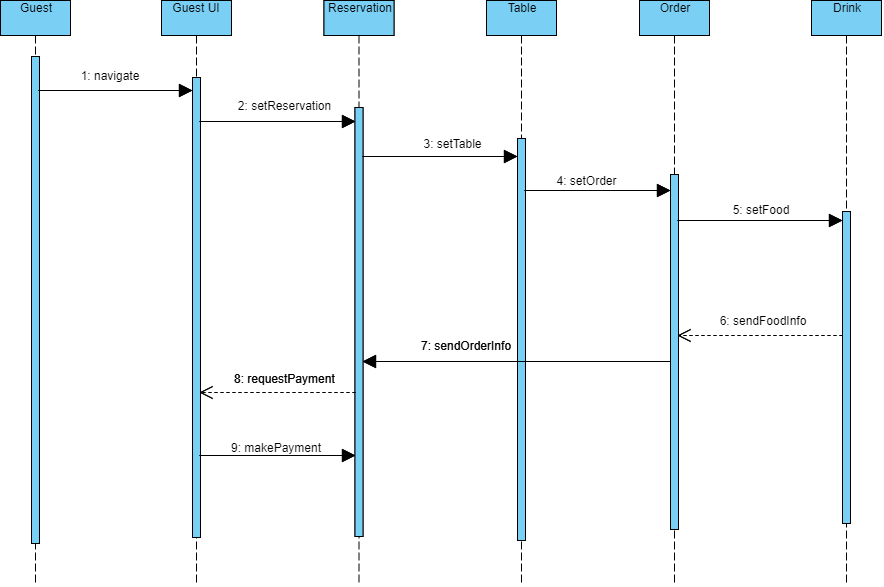 Guest
Guest UI
Reservation
Table
Order
Drink
1: navigate
2: setReservation
3: setTable
4: setOrder
5: setFood
6: sendFoodInfo
7: sendOrderInfo
8: requestPayment
9: makePayment